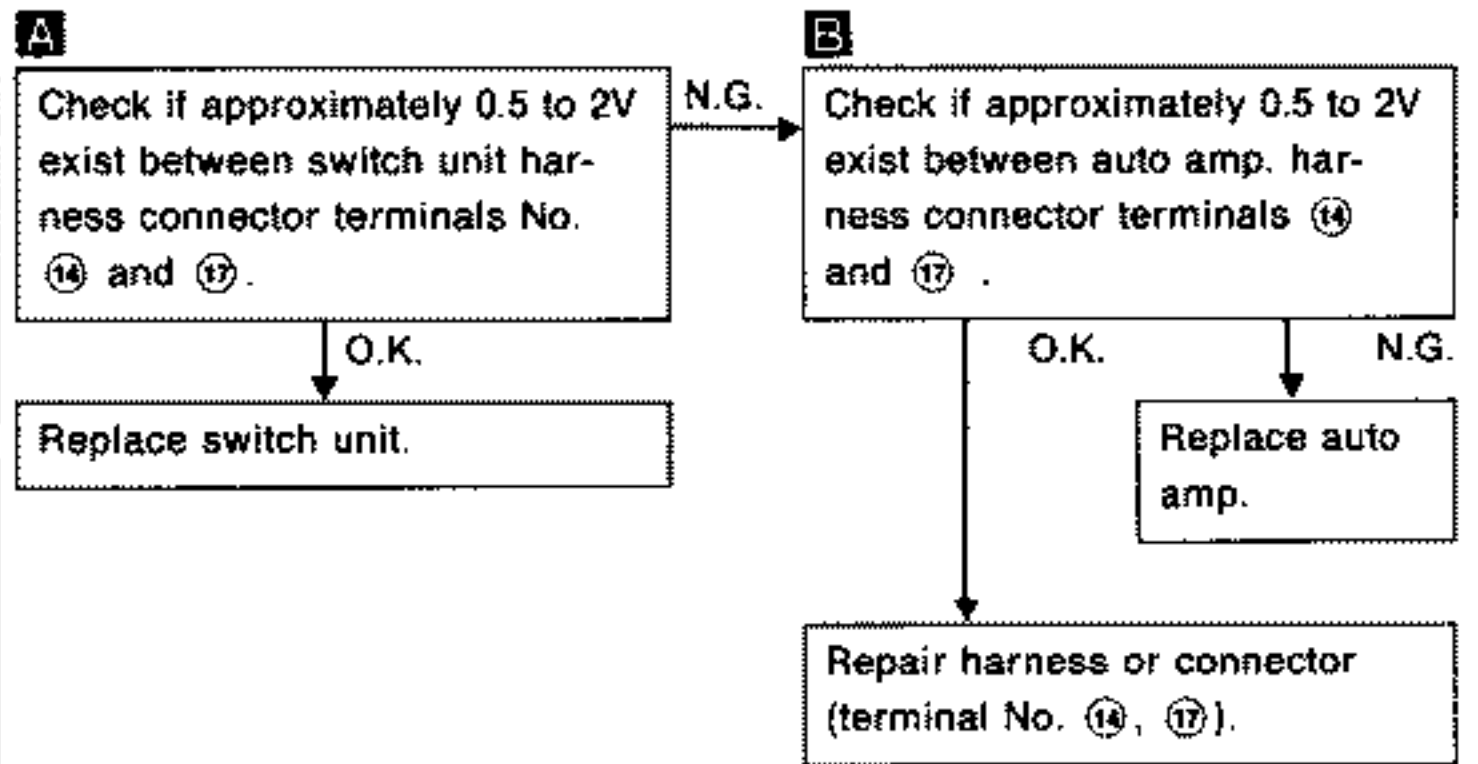 A
Check if approximately 0.5 to 2V
exist between switch unit har-
ness connector terminals No.
⑭ and ⑰.
N.G.
B
Check if approximately 0.5 to 2V
exist between auto amp. har-
ness connector terminals ⑭
and ⑰ .
O.K.
Replace switch unit.
O.K.
N.G.
Replace auto
amp.
Repair harness or connector
(terminal No. ⑭, ⑰).